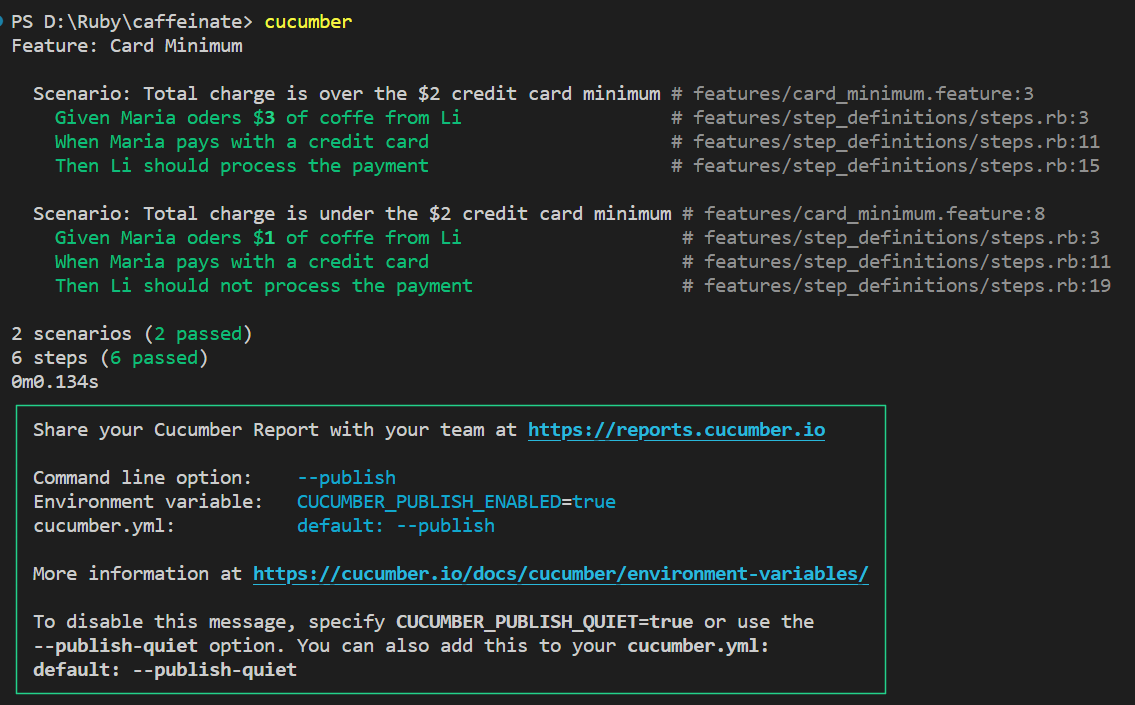 PS D:\Ruby\caffeinate> cucumber
Feature: Card Minimum
Scenario: Total charge is over the $2 credit card minimum # features/card_minimum.feature:3
Given Maria oders $3 of coffe from Li # features/step_definitions/steps.rb:3
When Maria pays with a credit card # features/step_definitions/steps.rb:11
Then Li should process the payment # features/step_definitions/steps.rb:15
Scenario: Total charge is under the $2 credit card minimum # features/card_minimum.feature:8
Given Maria oders $1 of coffe from Li # features/step_definitions/steps.rb:3
When Maria pays with a credit card # features/step_definitions/steps.rb:11
Then Li should not process the payment # features/step_definitions/steps.rb:19
2 scenarios (2 passed)
6 steps (6 passed)
0m0.134s
Share your Cucumber Report with your team at https://reports.cucumber.io
Command line option: --publish
Environment variable: CUCUMBER_PUBLISH_ENABLED=true
cucumber.yml: default: --publish
More information at https://cucumber.io/docs/cucumber/environment-variables/
To disable this message, specify CUCUMBER_PUBLISH_QUIET=true or use the
--publish-quiet option. You can also add this to your cucumber.yml:
default: --publish-quiet